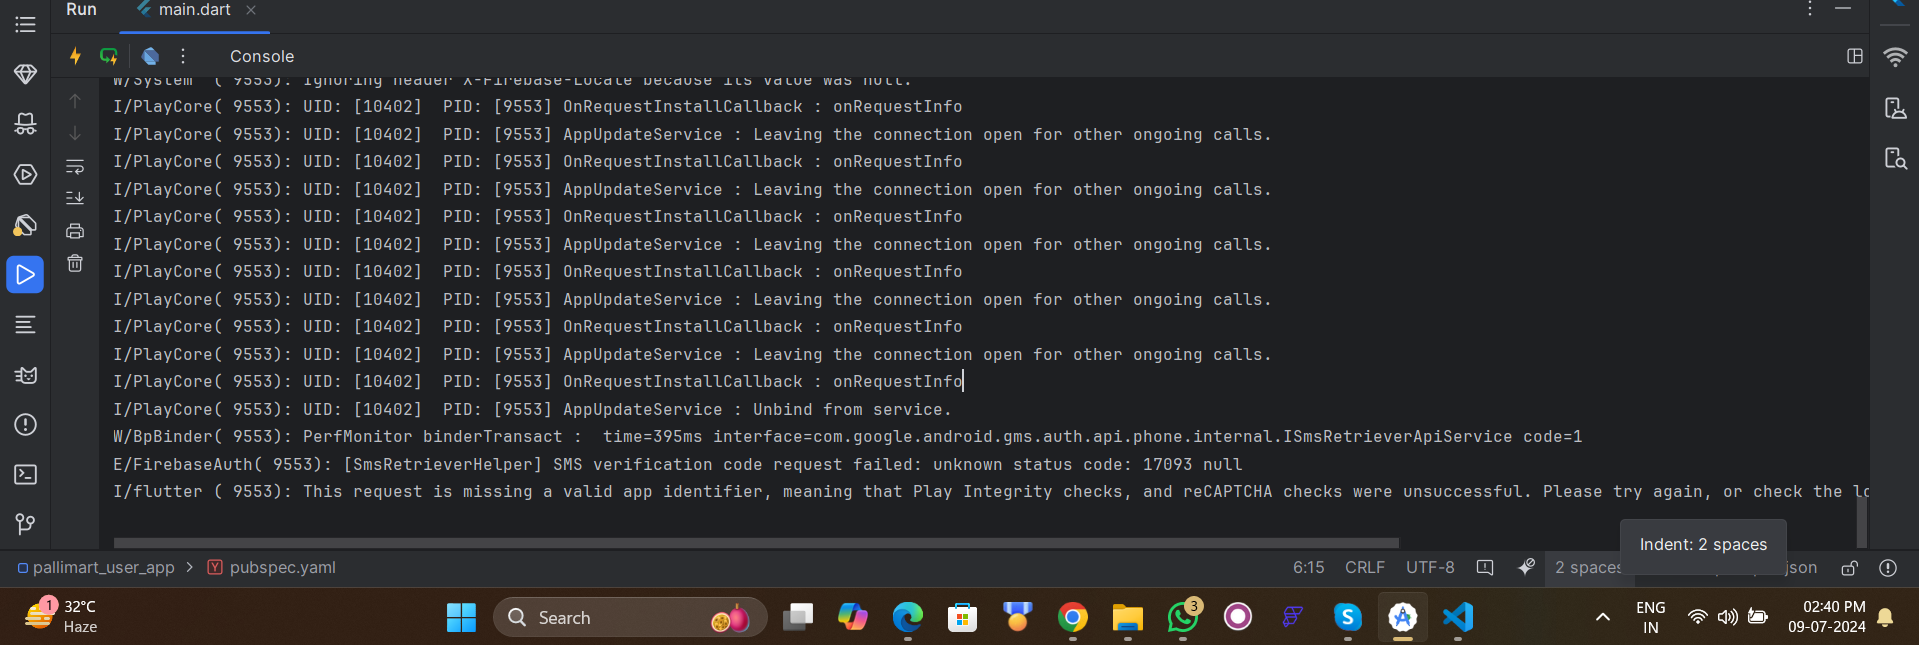 Run main.dart
Console
W/System ( 9553): Ignoring header X-Firebase-Locale because its value was null.
I/PlayCore( 9553): UID: [10402]  PID: [9553] OnRequestInstallCallback : onRequestInfo
I/PlayCore( 9553): UID: [10402]  PID: [9553] AppUpdateService : Leaving the connection open for other ongoing calls.
I/PlayCore( 9553): UID: [10402]  PID: [9553] OnRequestInstallCallback : onRequestInfo
I/PlayCore( 9553): UID: [10402]  PID: [9553] AppUpdateService : Leaving the connection open for other ongoing calls.
I/PlayCore( 9553): UID: [10402]  PID: [9553] OnRequestInstallCallback : onRequestInfo
I/PlayCore( 9553): UID: [10402]  PID: [9553] AppUpdateService : Leaving the connection open for other ongoing calls.
I/PlayCore( 9553): UID: [10402]  PID: [9553] OnRequestInstallCallback : onRequestInfo
I/PlayCore( 9553): UID: [10402]  PID: [9553] AppUpdateService : Leaving the connection open for other ongoing calls.
I/PlayCore( 9553): UID: [10402]  PID: [9553] OnRequestInstallCallback : onRequestInfo
I/PlayCore( 9553): UID: [10402]  PID: [9553] AppUpdateService : Leaving the connection open for other ongoing calls.
I/PlayCore( 9553): UID: [10402]  PID: [9553] OnRequestInstallCallback : onRequestInfo
I/PlayCore( 9553): UID: [10402]  PID: [9553] AppUpdateService : Unbind from service.
W/BpBinder( 9553): PerfMonitor binderTransact :  time=395ms interface=com.google.android.gms.auth.api.phone.internal.ISmsRetrieverApiService code=1
E/FirebaseAuth( 9553): [SmsRetrieverHelper] SMS verification code request failed: unknown status code: 17093 null
I/flutter ( 9553): This request is missing a valid app identifier, meaning that Play Integrity checks, and reCAPTCHA checks were unsuccessful. Please try again, or check the lo
Indent: 2 spaces
pallimart_user_app > pubspec.yaml 6:15 CRLF UTF-8 2 spaces json
1 32°C
Haze
Search
3
ENG
IN
02:40 PM
09-07-2024